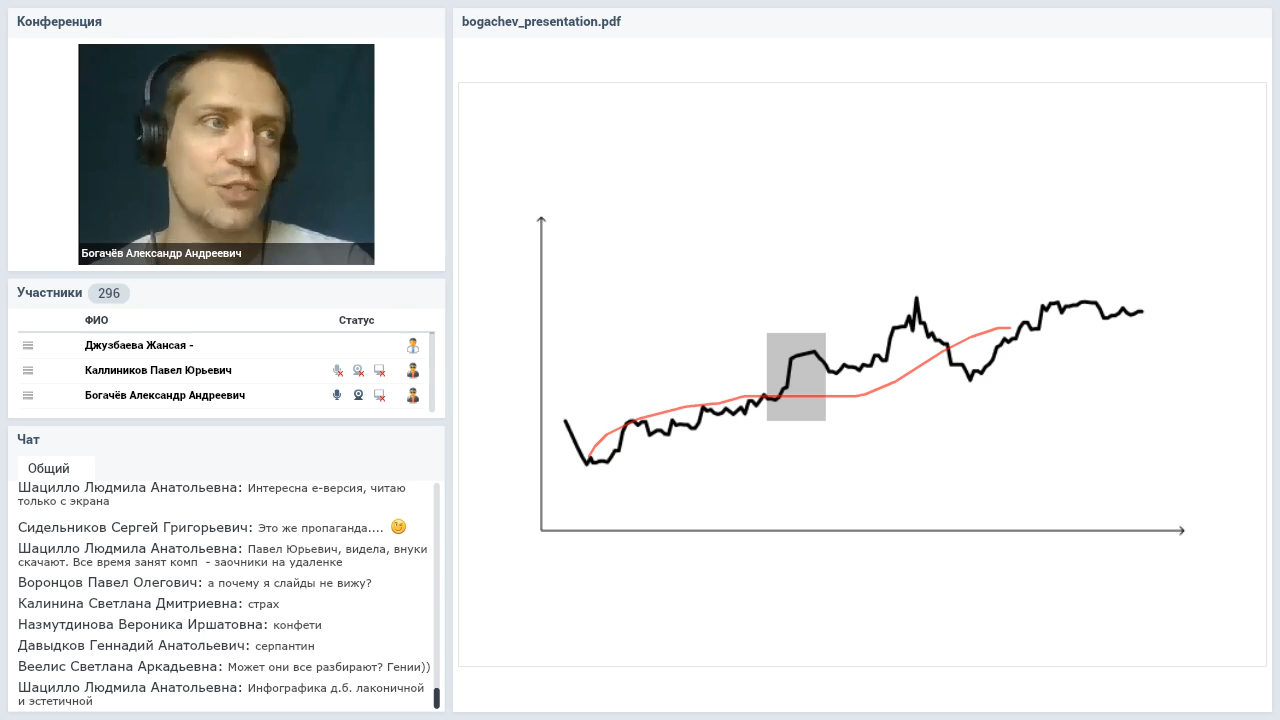 Конференция
Богачёв Александр Андреевич
Участники 296
ФИО Статус
Джузбаева Жансая -
Каллиников Павел Юрьевич
Богачёв Александр Андреевич
Чат
Общий
Шацилло Людмила Анатольевна: Интересна е-версия, читаю
только с экрана
Сидельников Сергей Григорьевич: Это же пропаганда....
Шацилло Людмила Анатольевна: Павел Юрьевич, видела, внуки
скачают. Все время занят комп - заочники на удаленке
Воронцов Павел Олегович: а почему я слайды не вижу?
Калинина Светлана Дмитриевна: страх
Назмутдинова Вероника Иршатовна: конфети
Давыдков Геннадий Анатольевич: серпантин
Веелис Светлана Аркадьевна: Может они все разбирают? Гении))
Шацилло Людмила Анатольевна: Инфографика д.б. лаконичной
и эстетичной
bogachev_presentation.pdf